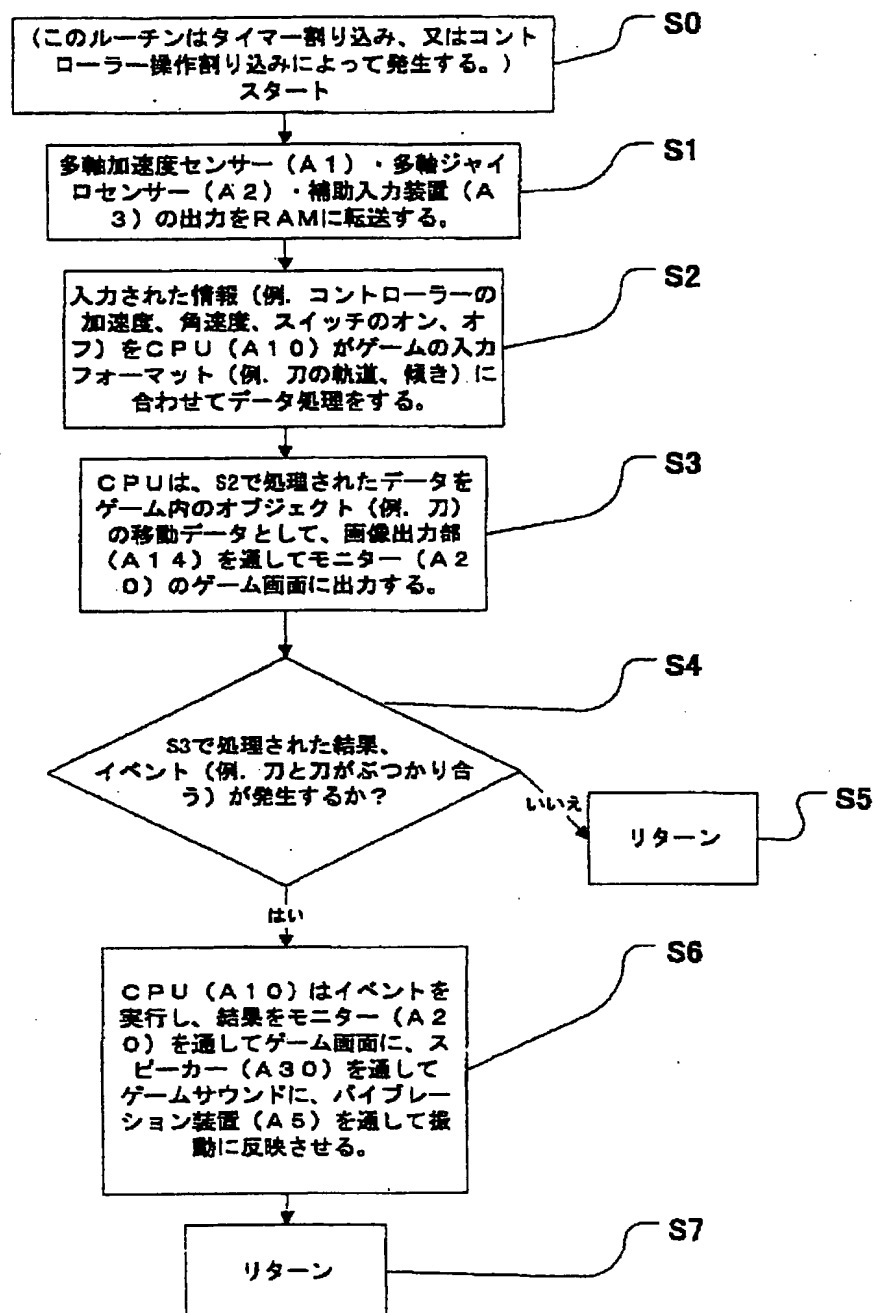 (このルーチンはタイマー割り込み、又はコント
ローラー操作割り込みによって発生する。)
スタート
S0
多軸加速度センサー(A1)・多軸ジャイ
ロセンサー(A2)・補助入力装置(A
3)の出力をRAMに転送する。
S1
入力された情報(例.コントローラーの
加速度、角速度、スイッチのオン、オ
フ)をCPU(A10)がゲームの入力
フォーマット(例.刀の軌道、傾き)に
合わせてデータ処理をする。
S2
CPUは、S2で処理されたデータを
ゲーム内のオブジェクト(例.刀)
の移動データとして、画像出力部
(A14)を通してモニター(A2
0)のゲーム画面に出力する。
S3
S3で処理された結果、
イベント(例.刀と刀がぶつかり合
う)が発生するか?
S4
いいえ
リターン
S5
はい
CPU(A10)はイベントを
実行し、結果をモニター(A2
0)を通してゲーム画面に、ス
ピーカー(A30)を通して
ゲームサウンドに、バイブレー
ション装置(A5)を通して振
動に反映させる。
S6
リターン
S7